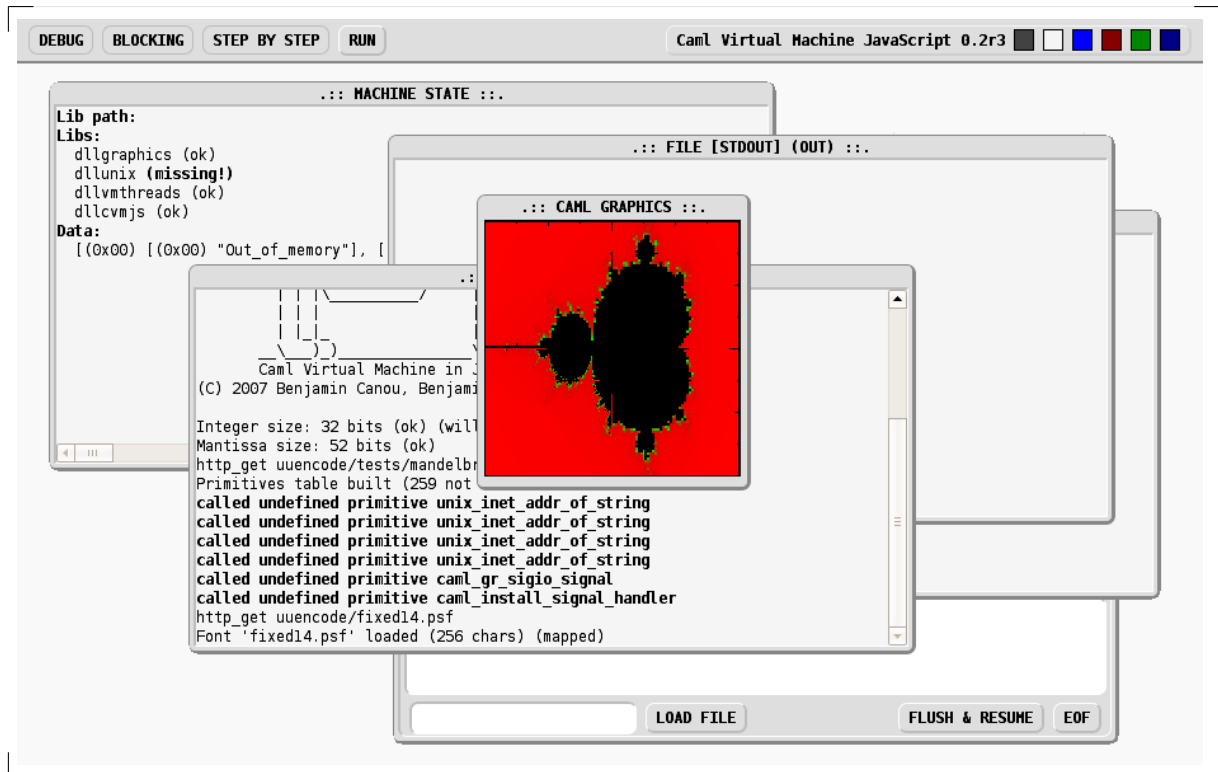 DEBUG BLOCKING STEP BY STEP RUN Caml Virtual Machine JavaScript 0.2r3
.:: MACHINE STATE ::.
Lib path:
Libs:
dllgraphics (ok)
dllunix (missing!)
dllvmthreads (ok)
dllcvmjs (ok)
Data:
[(0x00) [(0x00) "Out_of_memory"], [
.:: FILE [STDOUT] (OUT) ::.
.:: CAML GRAPHICS ::.
Caml Virtual Machine in
(C) 2007 Benjamin Canou,
Integer size: 32 bits (ok)
Mantissa size: 52 bits (ok)
http_get uuencode/tests/mandelbr
Primitives table built (259 not
called undefined primitive unix_inet_addr_of_string
called undefined primitive unix_inet_addr_of_string
called undefined primitive unix_inet_addr_of_string
called undefined primitive unix_inet_addr_of_string
called undefined primitive caml_gr_sigio_signal
called undefined primitive caml_install_signal_handler
http_get uuencode/fixed14.psf
Font 'fixed14.psf' loaded (256 chars) (mapped)
LOAD FILE FLUSH & RESUME EOF